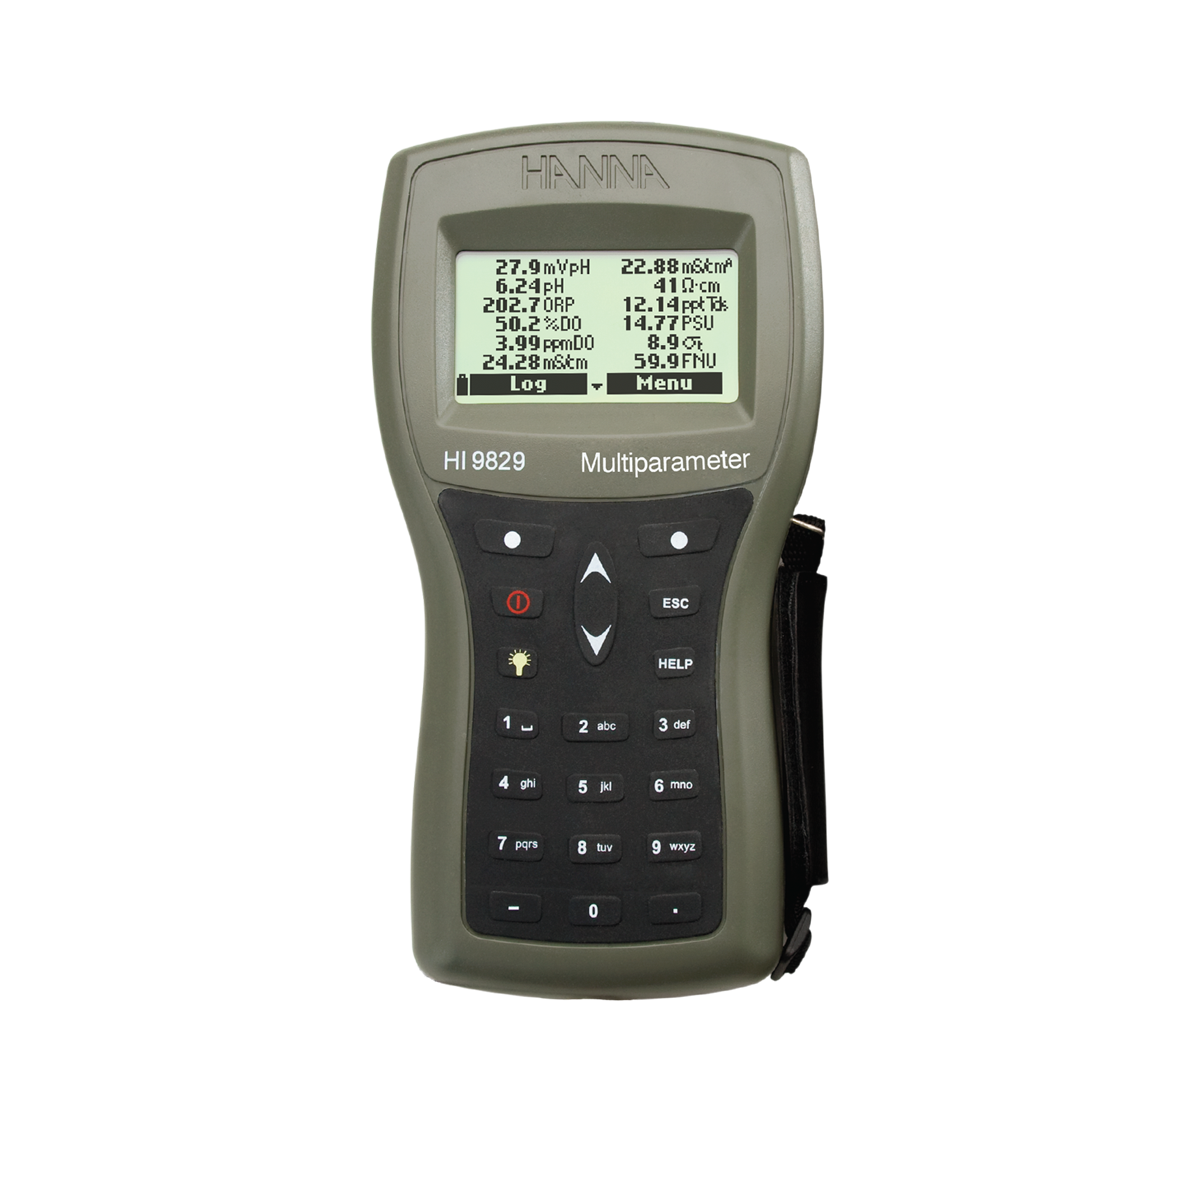 HANNA
27.9 mVpH 22.88 mS/cmᴬ
6.24 pH 41 Ω·cm
202.7 ORP 12.14 ppt Tds
50.2 %DO 14.77 PSU
3.99 ppmDO 8.9 σt
24.28 mS/cm 59.9 FNU
Log Menu
HI 9829 Multiparameter
ESC
HELP
1 2 abc 3 def
4 ghi 5 jkl 6 mno
7 pqrs 8 tuv 9 wxyz
- 0 .